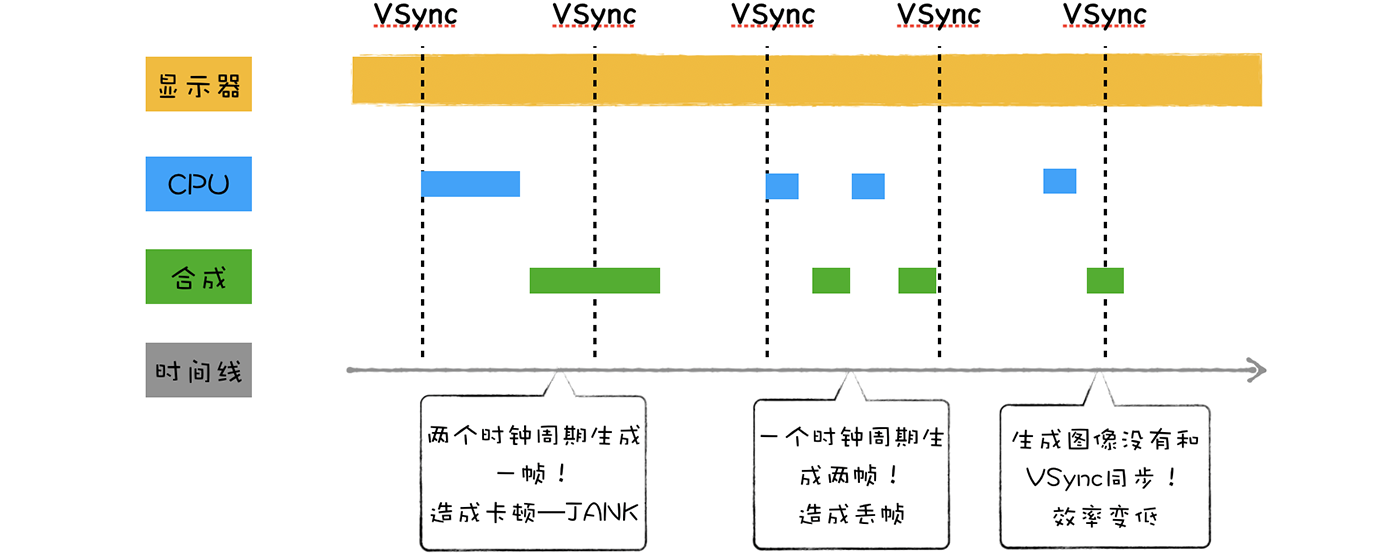 VSync VSync VSync VSync VSync
显示器
CPU
合成
时间线
两个时钟周期生成
一帧！
造成卡顿—JANK
一个时钟周期生
成两帧！
造成丢帧
生成图像没有和
VSync同步！
效率变低